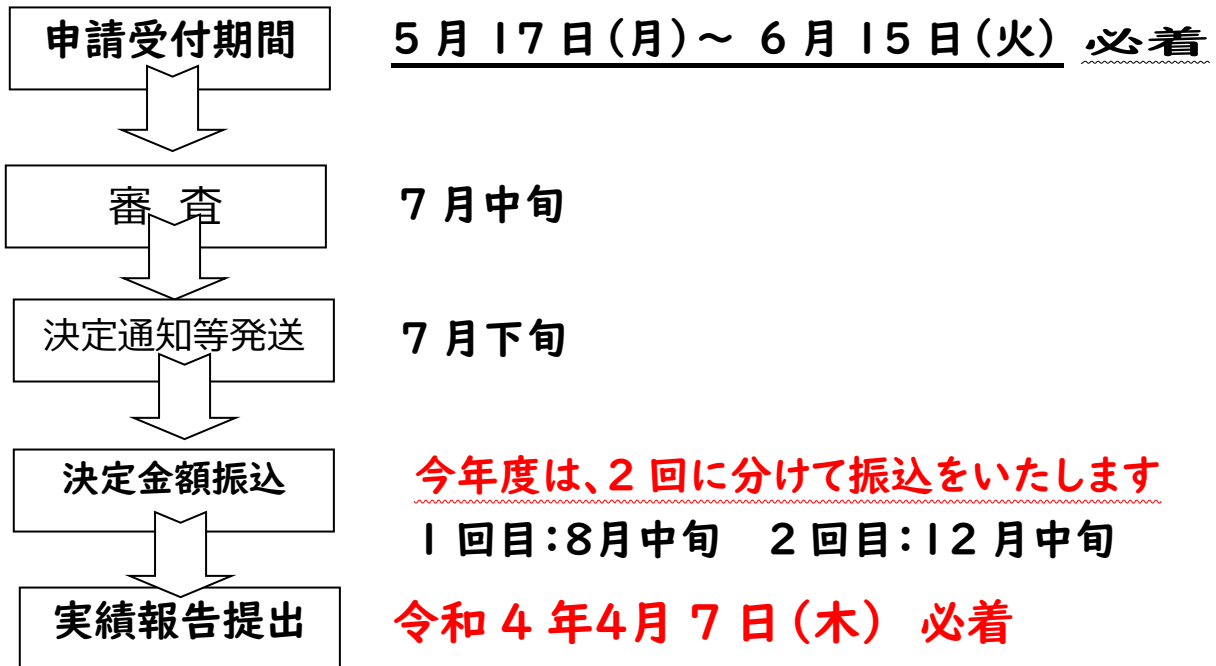 申請受付期間 5月17日(月)～ 6月15日(火) 必着
審 査 7月中旬
決定通知等発送 7月下旬
決定金額振込 今年度は、2回に分けて振込をいたします
1回目：8月中旬 2回目：12月中旬
実績報告提出 令和4年4月7日(木) 必着